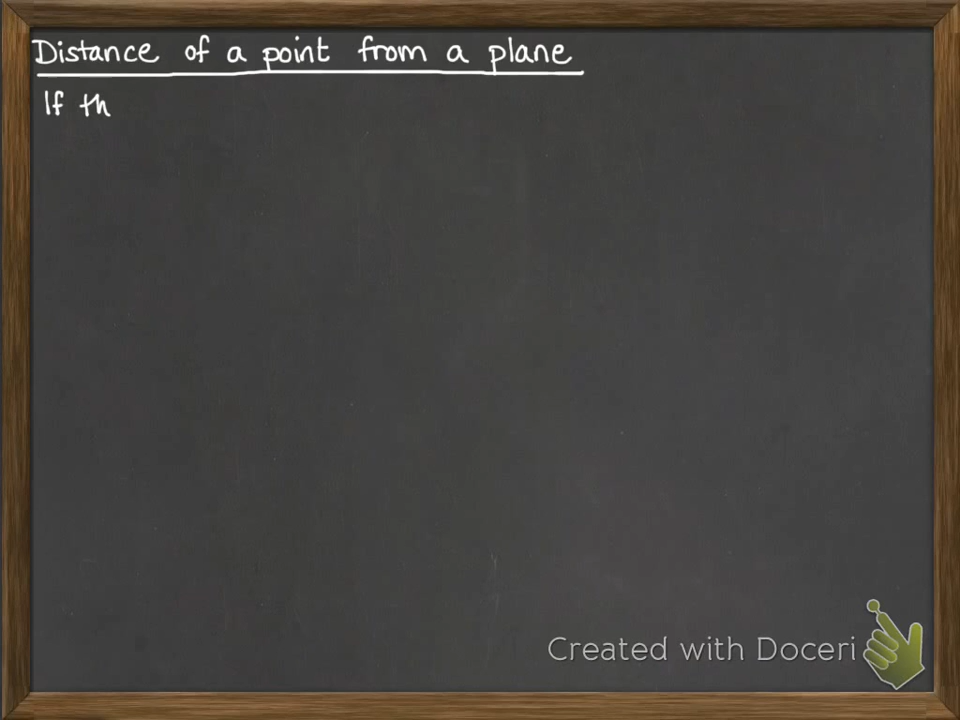 Distance of a point from a plane
If th
Created with Doceri